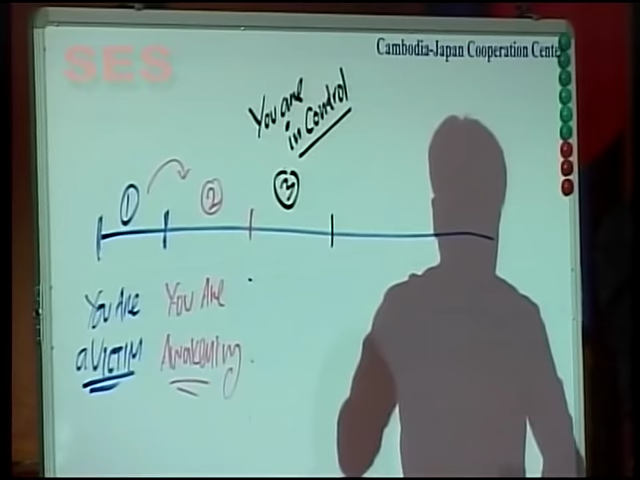 SES
Cambodia-Japan Cooperation Cente
You are
in control
1
2
3
You Are
a VICTIM
You Are
Awakening